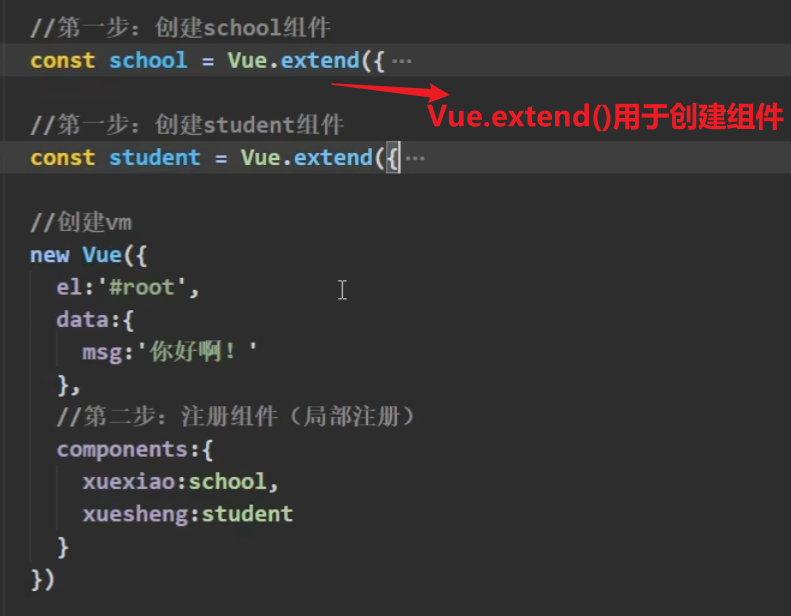 //第一步：创建school组件
const school = Vue.extend({ ···
Vue.extend()用于创建组件
//第一步：创建student组件
const student = Vue.extend({ ···
//创建vm
new Vue({
el:'#root',
data:{
msg:'你好啊！'
},
//第二步：注册组件（局部注册）
components:{
xuexiao:school,
xuesheng:student
}
})